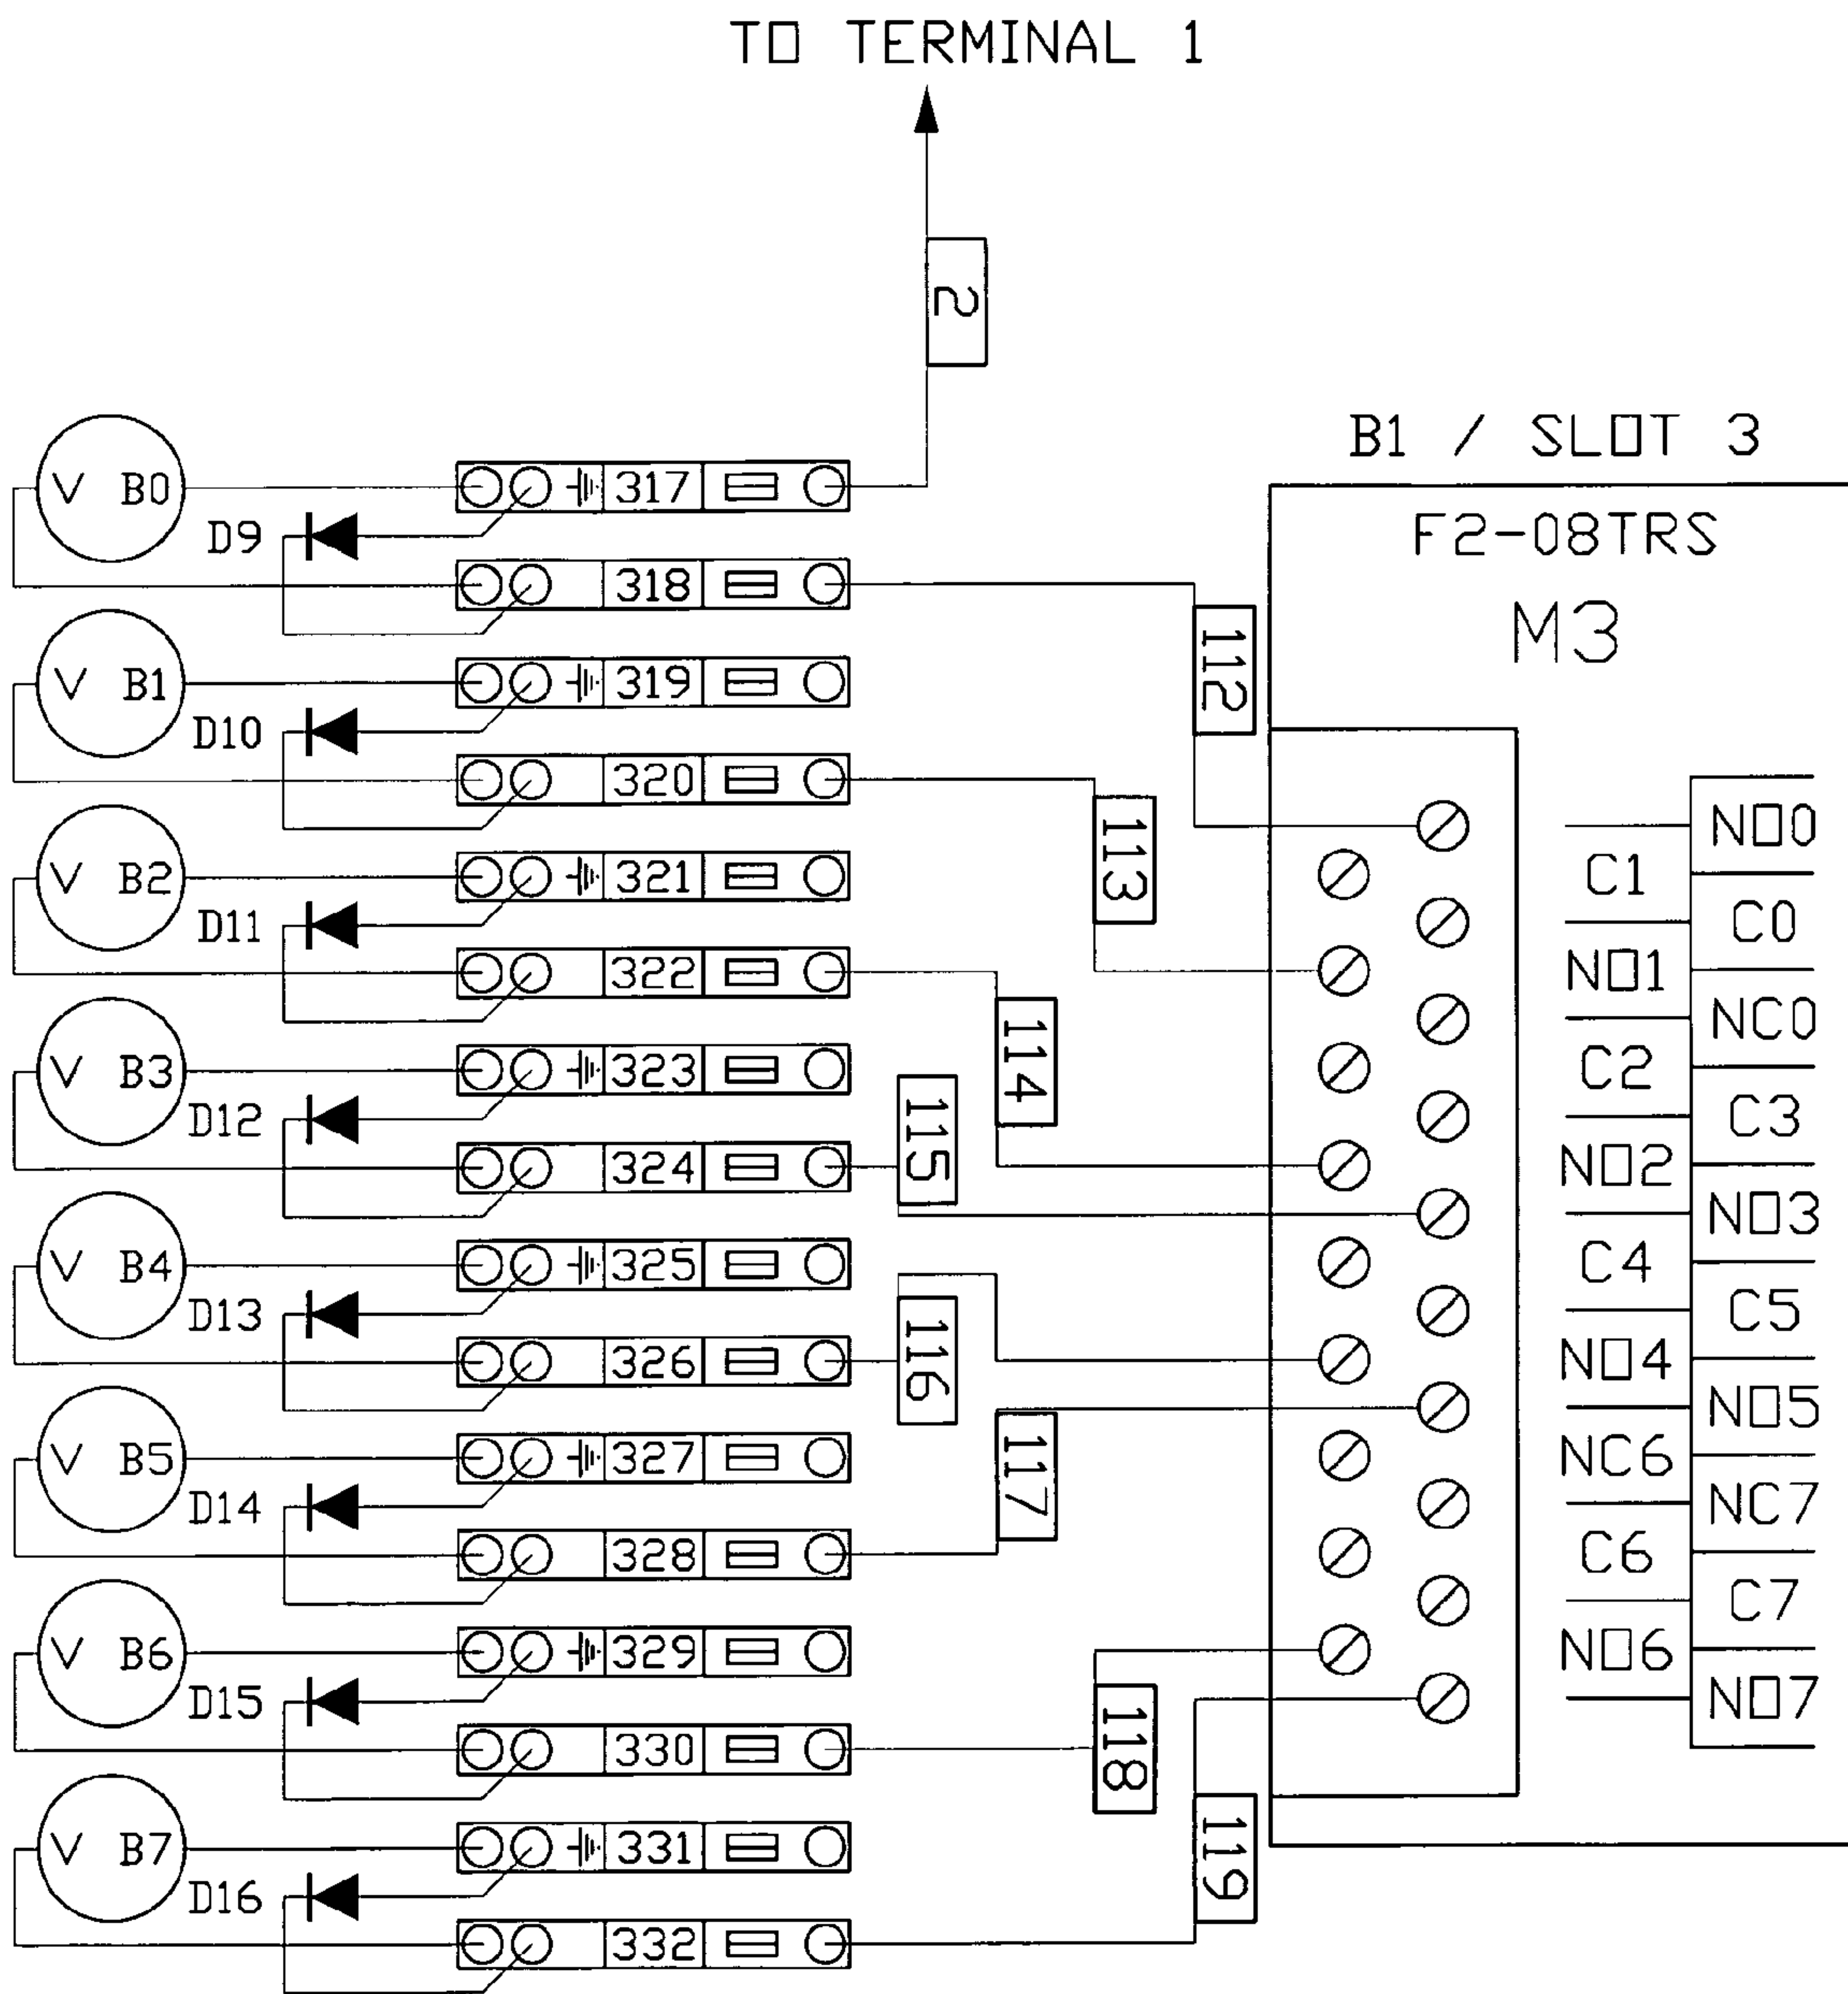 TO TERMINAL 1
2
B1 / SLOT 3
F2-08TRS
M3
V B0
D9
317
318
112
V B1
D10
319
320
113
V B2
D11
321
322
114
V B3
D12
323
324
115
V B4
D13
325
326
116
V B5
D14
327
328
117
V B6
D15
329
330
118
V B7
D16
331
332
119
NO0
C1
C0
NO1
NC0
C2
C3
NO2
NO3
C4
C5
NO4
NO5
NC6
NC7
C6
C7
NO6
NO7